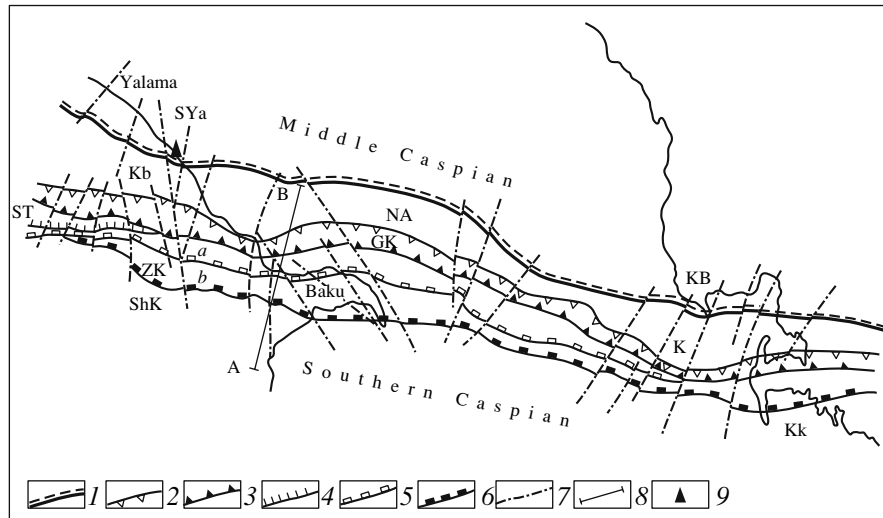 Yalama
SYa
Middle Caspian
Kb
B
NA
ST
GK
a
KB
ZK
b
Baku
ShK
K
A
Southern Caspian
Kk
1 2 3 4 5 6 7 8 9